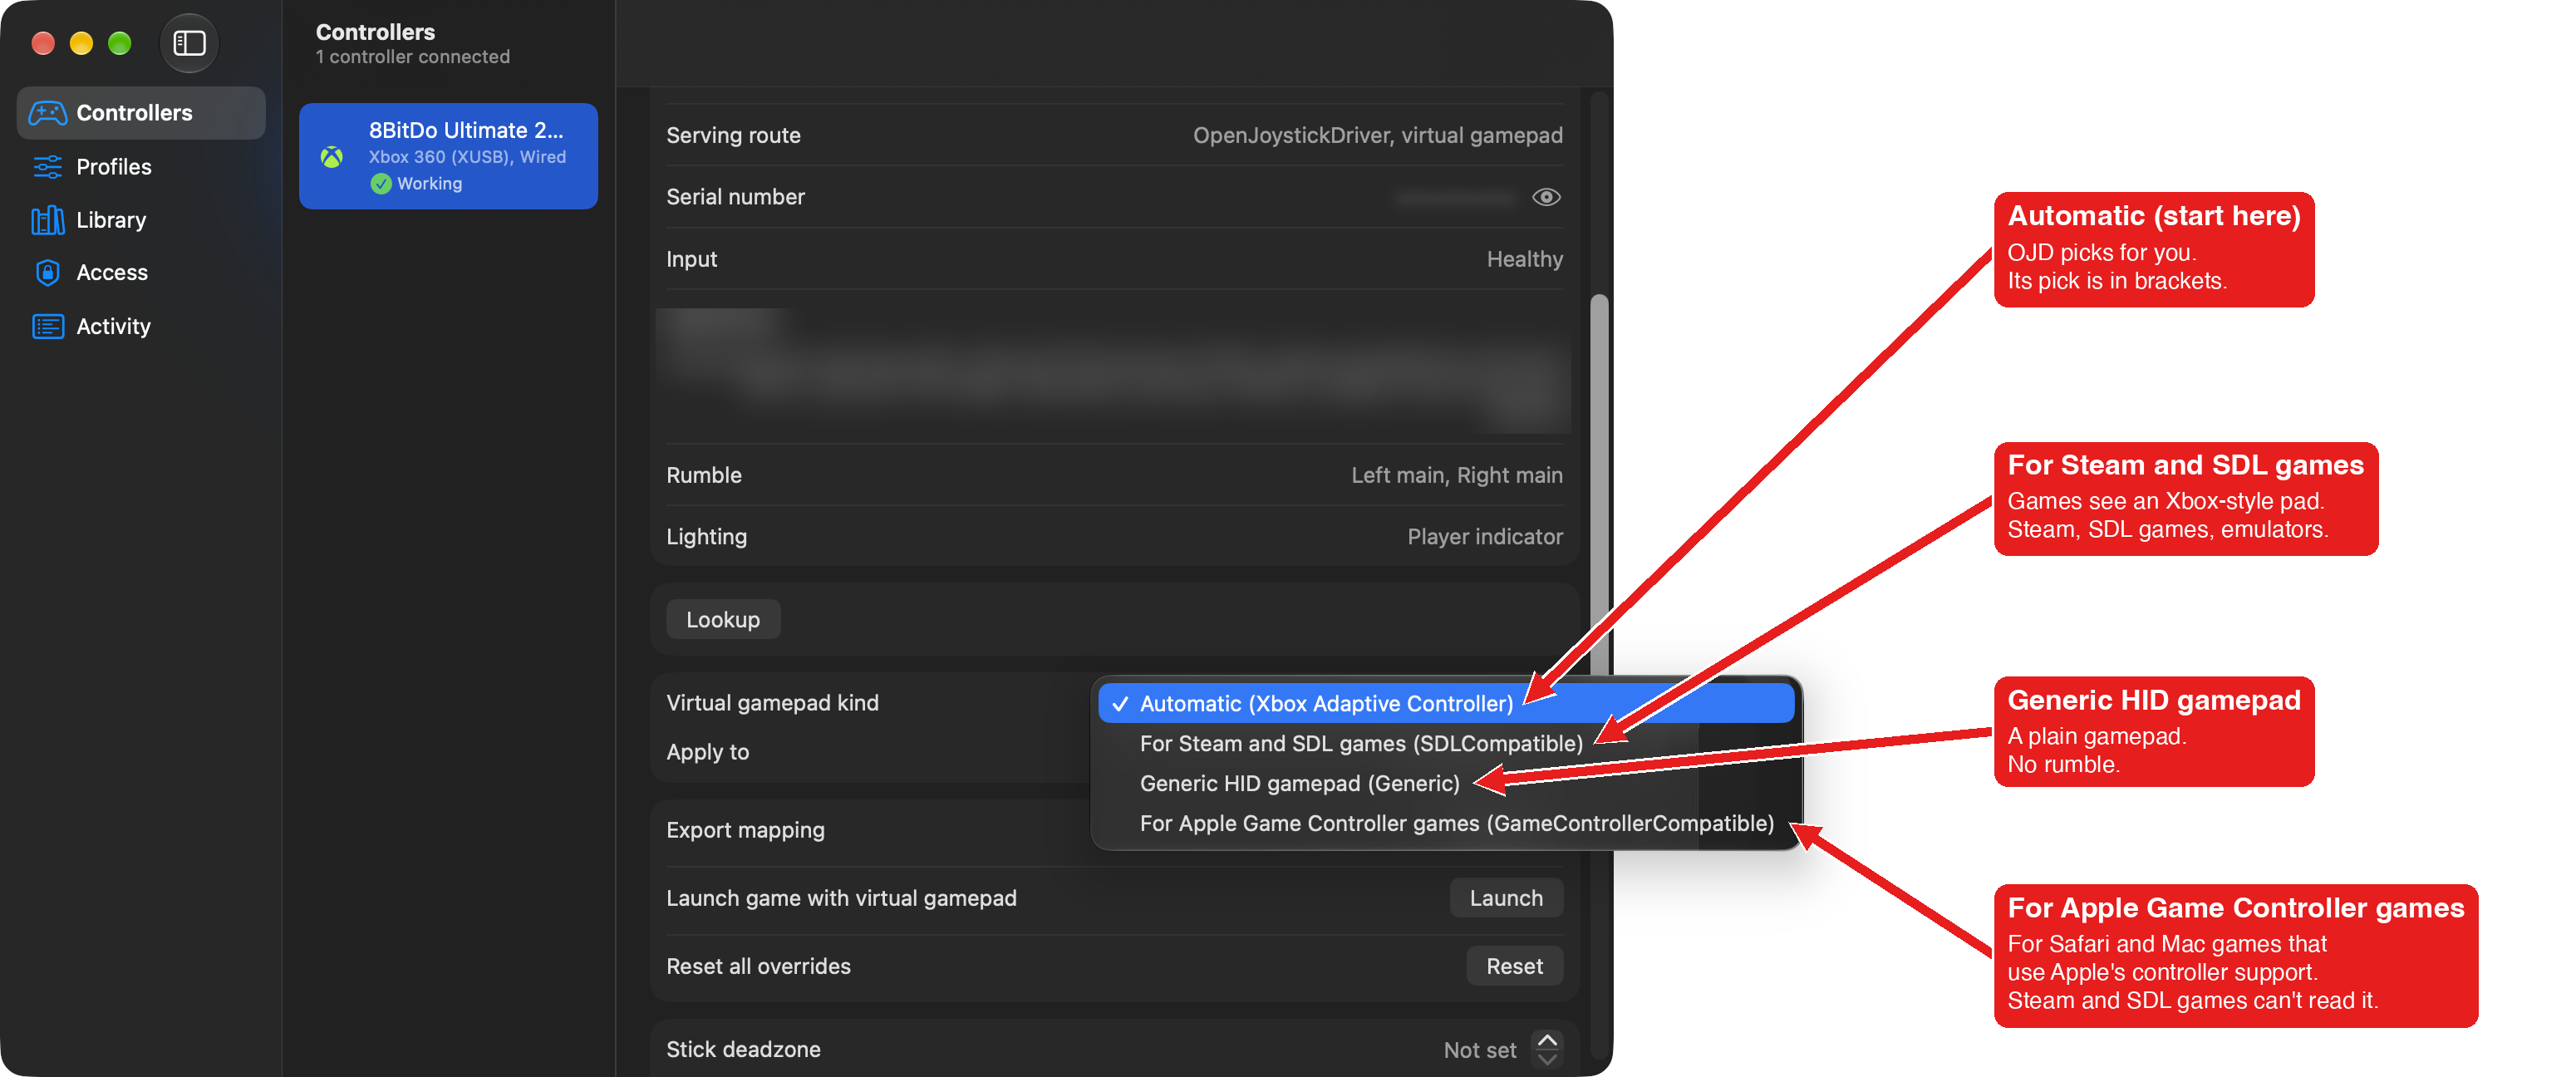 Controllers
Profiles
Library
Access
Activity
Controllers
1 controller connected
8BitDo Ultimate 2...
Xbox 360 (XUSB), Wired
Working
Serving route
OpenJoystickDriver, virtual gamepad
Serial number
Input
Healthy
Rumble
Left main, Right main
Lighting
Player indicator
Lookup
Virtual gamepad kind
Apply to
✓ Automatic (Xbox Adaptive Controller)
For Steam and SDL games (SDLCompatible)
Generic HID gamepad (Generic)
For Apple Game Controller games (GameControllerCompatible)
Export mapping
Launch game with virtual gamepad
Launch
Reset all overrides
Reset
Stick deadzone
Not set
Automatic (start here)
OJD picks for you.
Its pick is in brackets.
For Steam and SDL games
Games see an Xbox-style pad.
Steam, SDL games, emulators.
Generic HID gamepad
A plain gamepad.
No rumble.
For Apple Game Controller games
For Safari and Mac games that
use Apple's controller support.
Steam and SDL games can't read it.